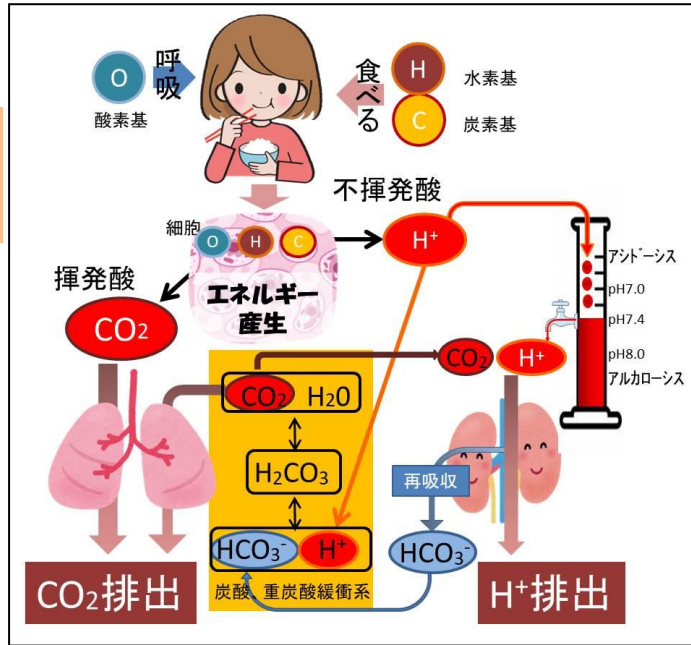 O
呼吸
酸素基
食べる
H
水素基
C
炭素基
不揮発酸
細胞
O H C
H⁺
エネルギー
産生
揮発酸
CO₂
アシドーシス
pH7.0
pH7.4
pH8.0
アルカローシス
CO₂ H⁺
CO₂ H₂0
H₂CO₃
再吸収
HCO₃⁻ H⁺
HCO₃⁻
炭酸、重炭酸緩衝系
CO₂排出
H⁺排出